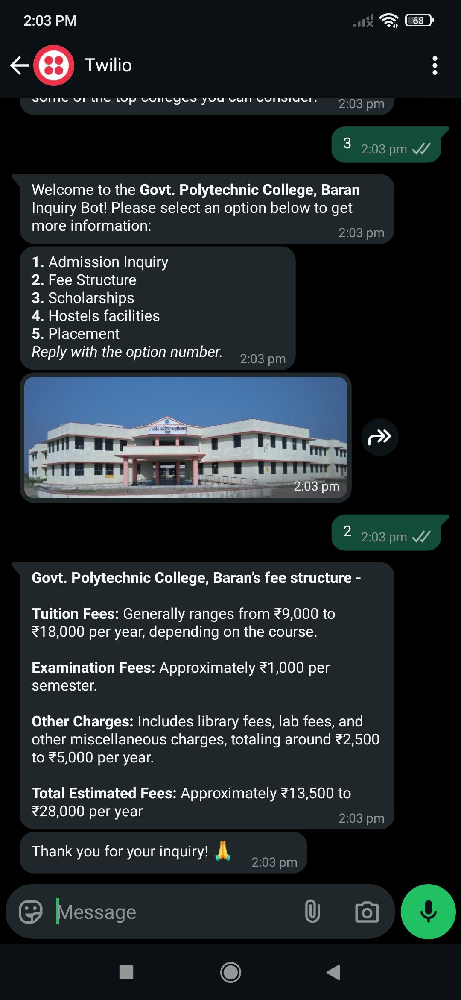 2:03 PM
68
Twilio
some of the top colleges you can consider:
2:03 pm
3
2:03 pm
Welcome to the Govt. Polytechnic College, Baran
Inquiry Bot! Please select an option below to get
more information:
2:03 pm
1. Admission Inquiry
2. Fee Structure
3. Scholarships
4. Hostels facilities
5. Placement
Reply with the option number.
2:03 pm
राजकीय पॉलिटेक्निक महाविद्यालय
बारां
2:03 pm
2
2:03 pm
Govt. Polytechnic College, Baran’s fee structure -
Tuition Fees: Generally ranges from ₹9,000 to
₹18,000 per year, depending on the course.
Examination Fees: Approximately ₹1,000 per
semester.
Other Charges: Includes library fees, lab fees, and
other miscellaneous charges, totaling around ₹2,500
to ₹5,000 per year.
Total Estimated Fees: Approximately ₹13,500 to
₹28,000 per year
2:03 pm
Thank you for your inquiry! 🙏
2:03 pm
Message